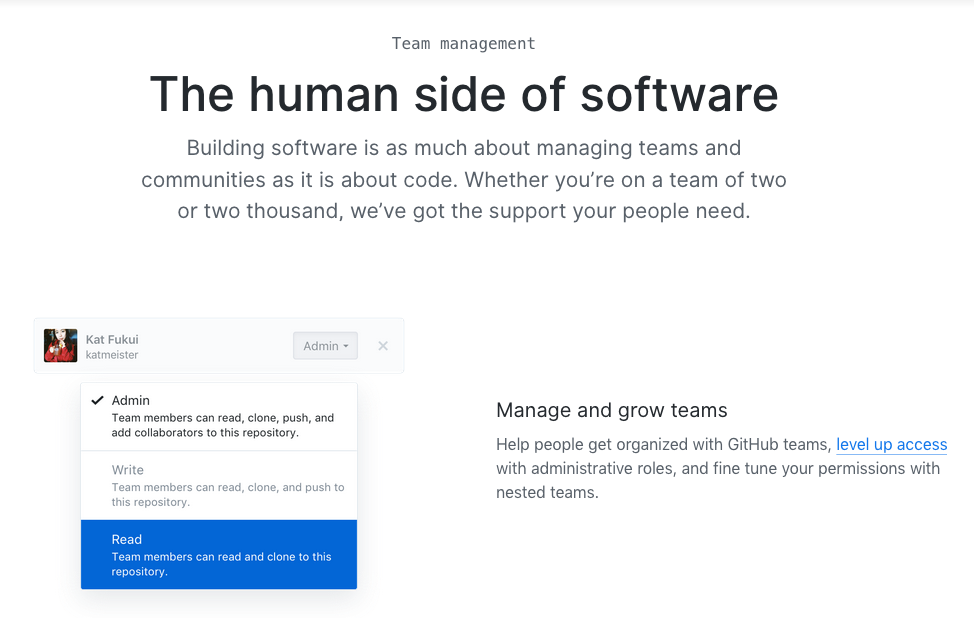 Team management
The human side of software
Building software is as much about managing teams and
communities as it is about code. Whether you’re on a team of two
or two thousand, we’ve got the support your people need.
Kat Fukui
katmeister
Admin
Admin
Team members can read, clone, push, and
add collaborators to this repository.
Write
Team members can read, clone, and push to
this repository.
Read
Team members can read and clone to this
repository.
Manage and grow teams
Help people get organized with GitHub teams, level up access
with administrative roles, and fine tune your permissions with
nested teams.